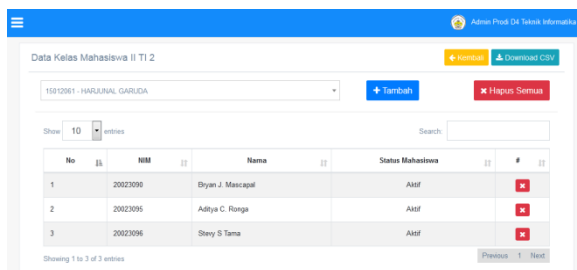 Admin Prodi D4 Teknik Informatika
Data Kelas Mahasiswa II TI 2
Kembali Download CSV
15012061 - HARJUNAL GARUDA Tambah Hapus Semua
Show 10 entries Search:
No NIM Nama Status Mahasiswa #
1 20023090 Bryan J. Mascapal Aktif
2 20023095 Aditya C. Ronga Aktif
3 20023096 Stevy S Tama Aktif
Showing 1 to 3 of 3 entries Previous 1 Next